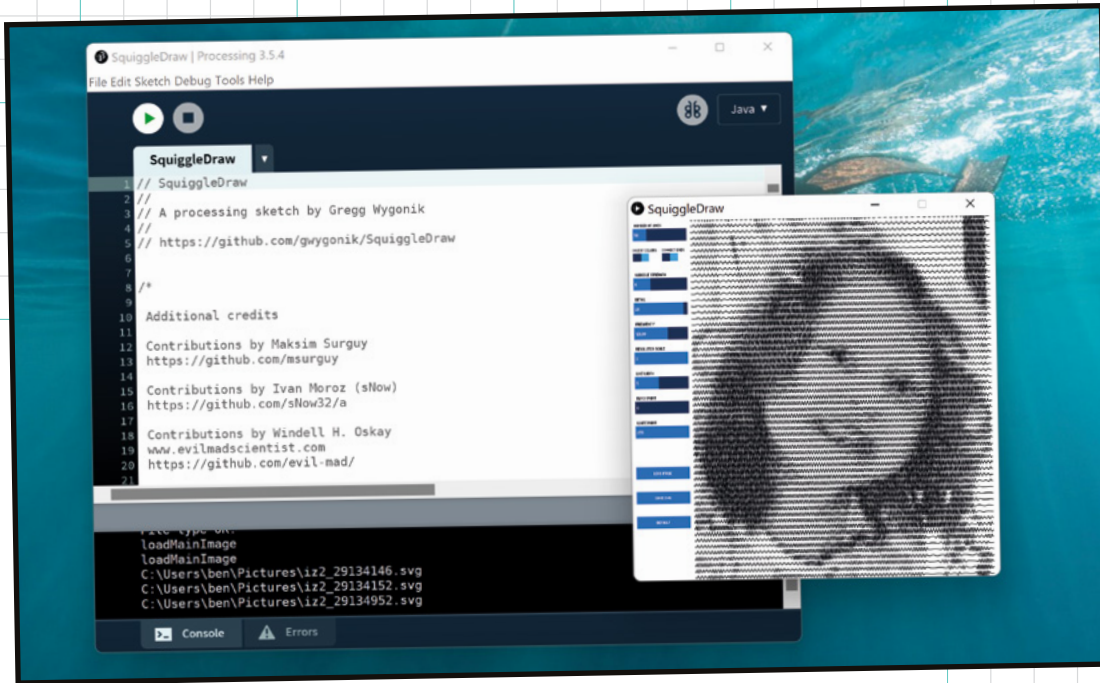 SquiggleDraw | Processing 3.5.4
File Edit Sketch Debug Tools Help
Java
SquiggleDraw
1 // SquiggleDraw
2 //
3 // A processing sketch by Gregg Wygonik
4 //
5 // https://github.com/gwygonik/SquiggleDraw
6
7
8 /*
9
10 Additional credits
11
12 Contributions by Maksim Surguy
13 https://github.com/msurguy
14
15 Contributions by Ivan Moroz (sNow)
16 https://github.com/sNow32/a
17
18 Contributions by Windell H. Oskay
19 www.evilmadscientist.com
20 https://github.com/evil-mad/
21
File type OK.
loadMainImage
loadMainImage
C:\Users\ben\Pictures\iz2_29134146.svg
C:\Users\ben\Pictures\iz2_29134152.svg
C:\Users\ben\Pictures\iz2_29134952.svg
Console
Errors
SquiggleDraw